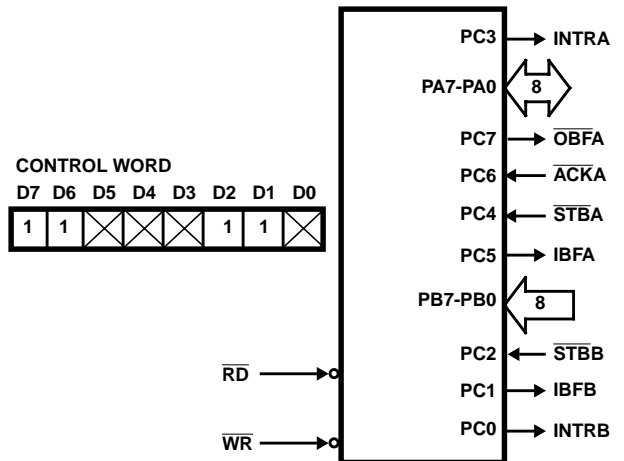 PC3 INTRA
PA7-PA0 8
PC7 OBFA
CONTROL WORD
D7 D6 D5 D4 D3 D2 D1 D0
1 1 1 1
PC6 ACKA
PC4 STBA
PC5 IBFA
PB7-PB0 8
PC2 STBB
RD
PC1 IBFB
PC0 INTRB
WR